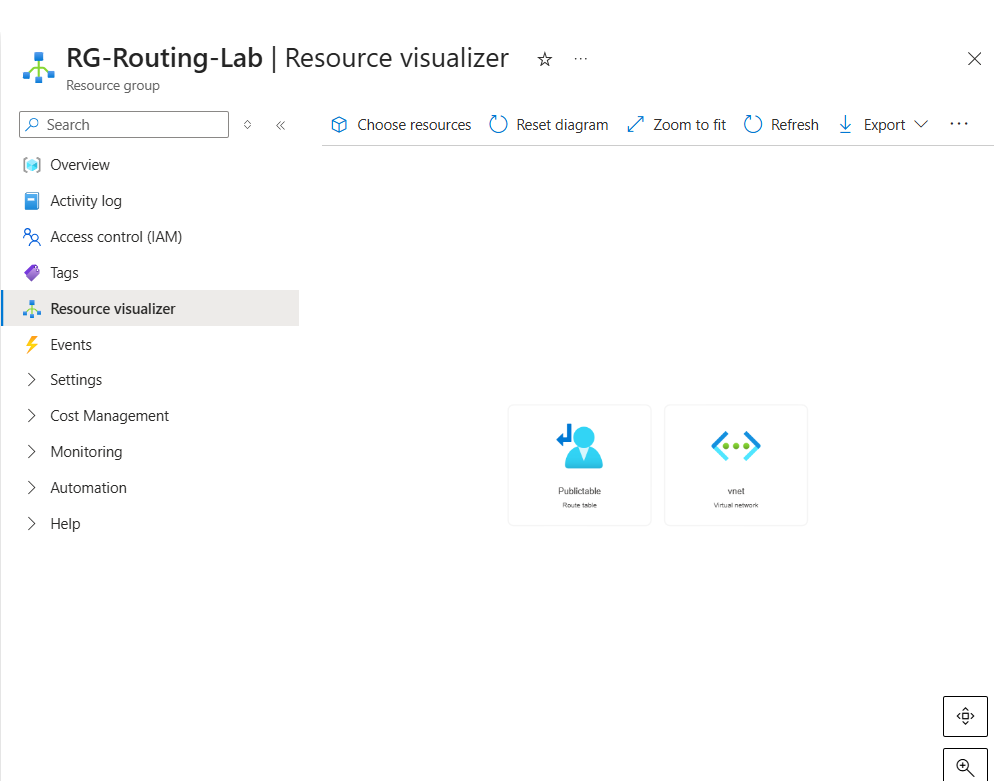 RG-Routing-Lab | Resource visualizer
Resource group
Search
Choose resources
Reset diagram
Zoom to fit
Refresh
Export
Overview
Activity log
Access control (IAM)
Tags
Resource visualizer
Events
Settings
Cost Management
Monitoring
Automation
Help
Publictable
Route table
vnet
Virtual network